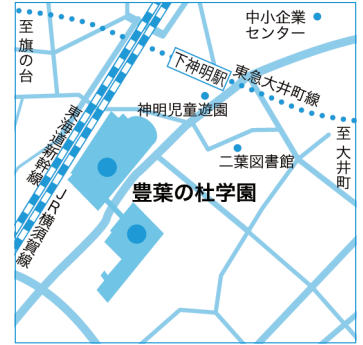 至旗の台
中小企業
センター
下神明駅
東急大井町線
神明児童遊園
至大井町
東海道新幹線
二葉図書館
豊葉の杜学園
JR横須賀線